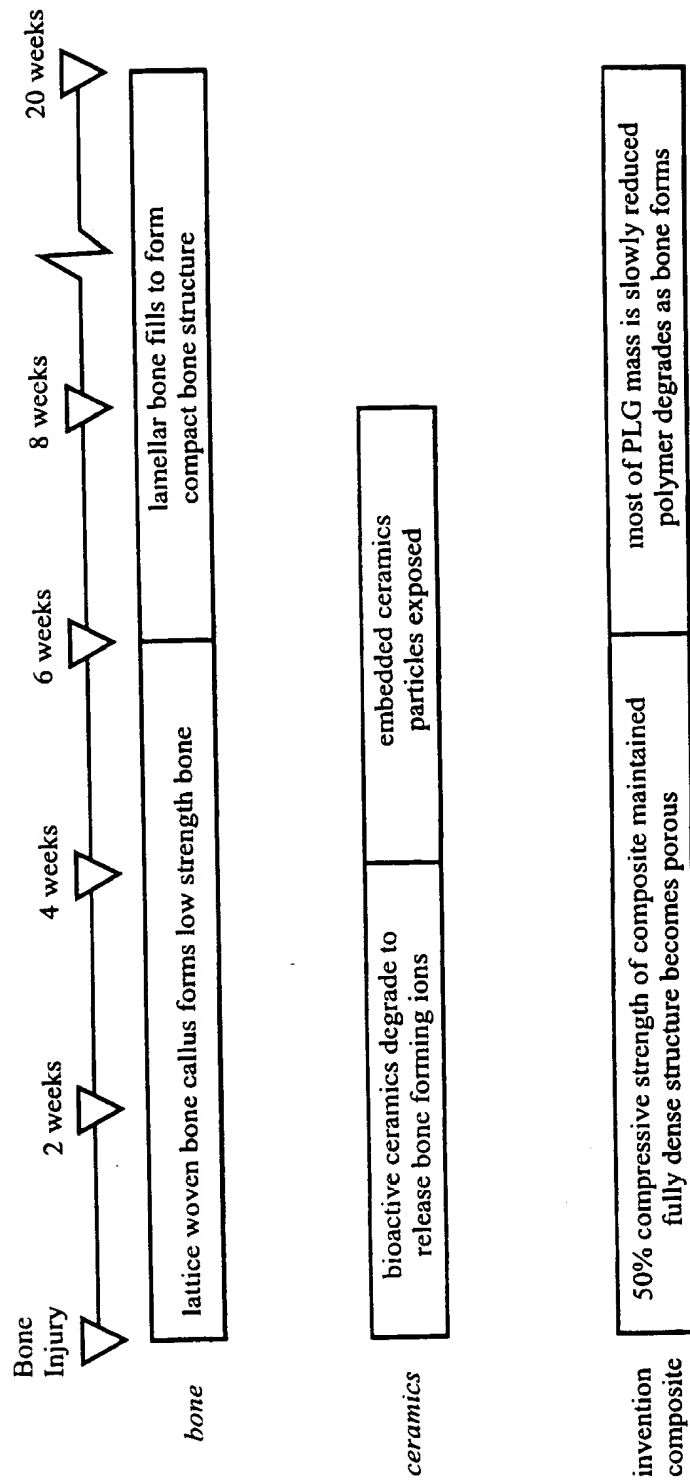 Bone
Injury
2 weeks
4 weeks
6 weeks
8 weeks
20 weeks
bone
lattice woven bone callus forms low strength bone
lamellar bone fills to form
compact bone structure
ceramics
bioactive ceramics degrade to
release bone forming ions
embedded ceramics
particles exposed
invention
composite
50% compressive strength of composite maintained
fully dense structure becomes porous
most of PLG mass is slowly reduced
polymer degrades as bone forms